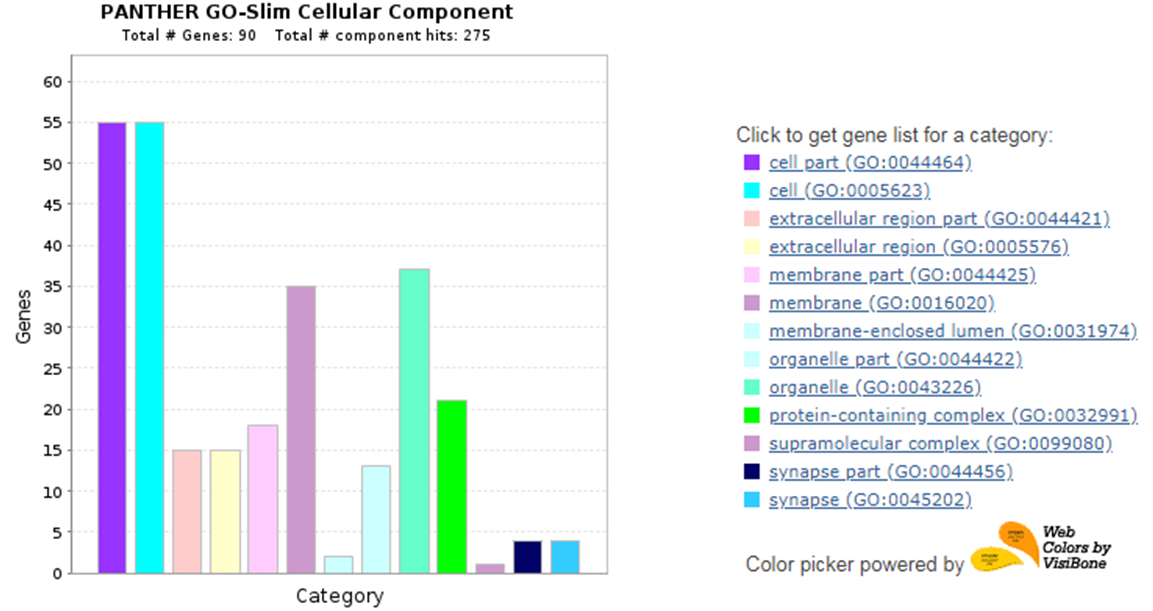 PANTHER GO-Slim Cellular Component
Total # Genes: 90 Total # component hits: 275
60
55
50
45
40
35
30
25
20
15
10
5
0
Genes
Category
Click to get gene list for a category:
cell part (GO:0044464)
cell (GO:0005623)
extracellular region part (GO:0044421)
extracellular region (GO:0005576)
membrane part (GO:0044425)
membrane (GO:0016020)
membrane-enclosed lumen (GO:0031974)
organelle part (GO:0044422)
organelle (GO:0043226)
protein-containing complex (GO:0032991)
supramolecular complex (GO:0099080)
synapse part (GO:0044456)
synapse (GO:0045202)
Color picker powered by
Web
Colors by
VisiBone